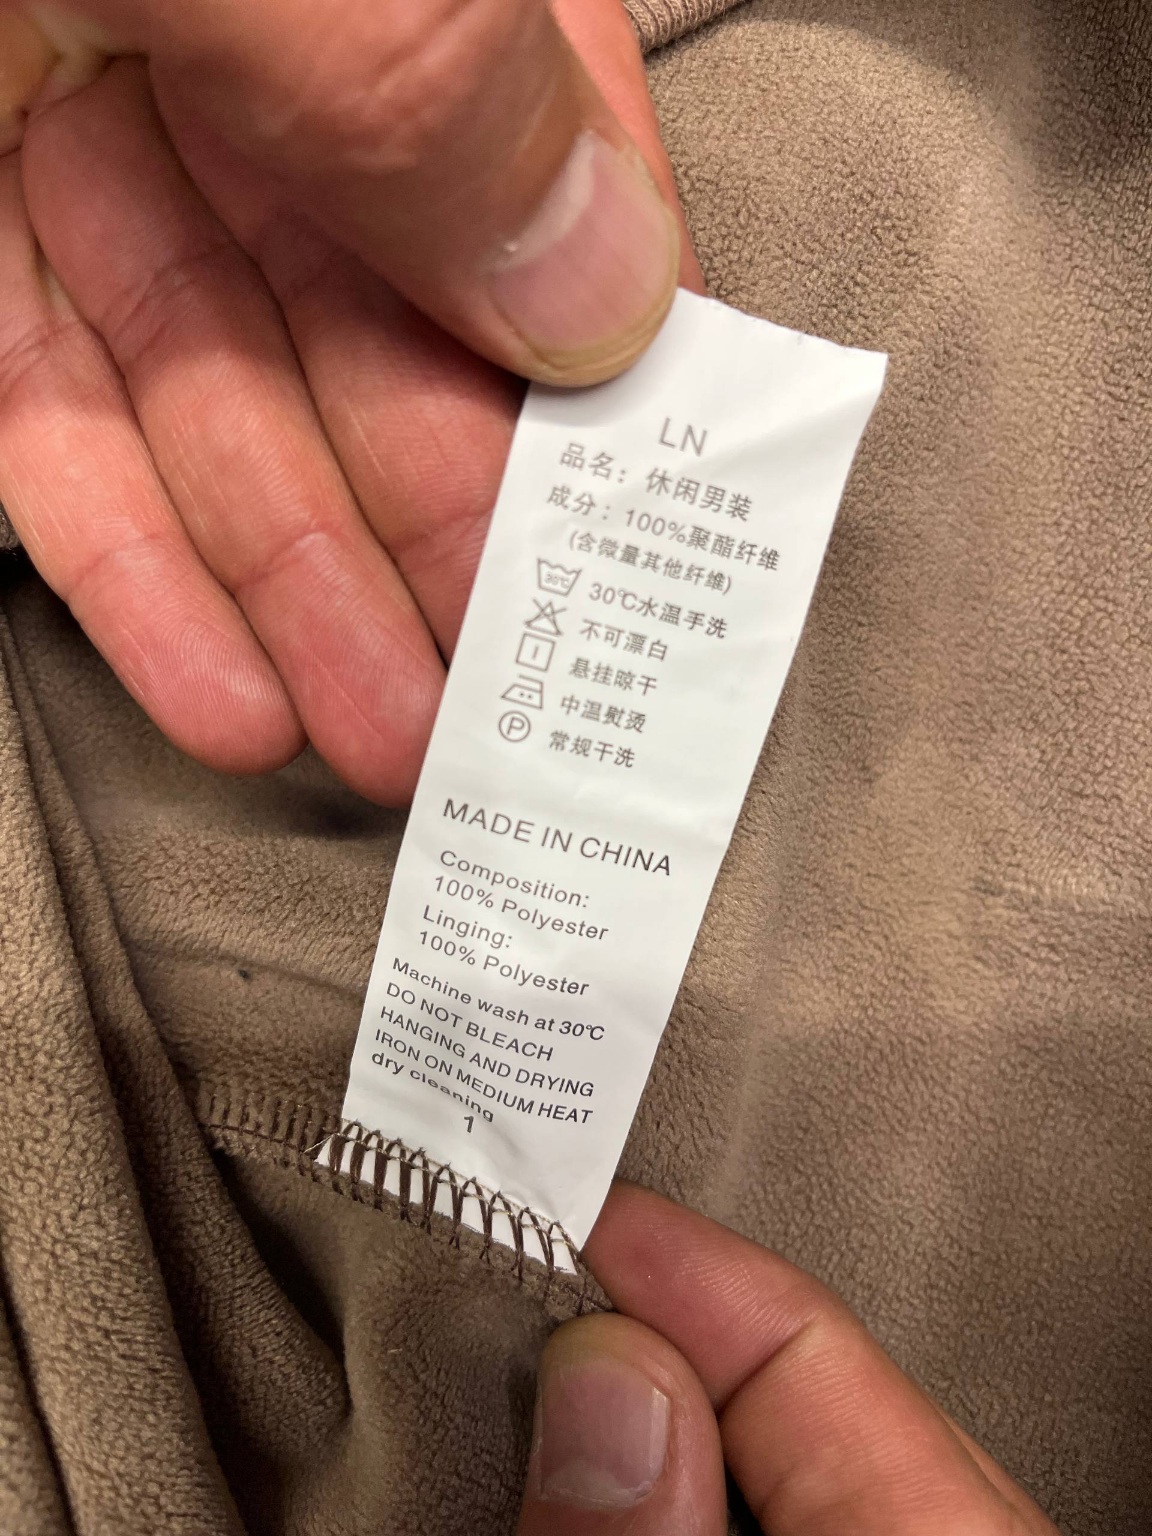 LN
品名：休闲男装
成分：100%聚酯纤维
(含微量其他纤维)
30℃ 30℃水温手洗
不可漂白
悬挂晾干
中温熨烫
P 常规干洗
MADE IN CHINA
Composition:
100% Polyester
Linging:
100% Polyester
Machine wash at 30℃
DO NOT BLEACH
HANGING AND DRYING
IRON ON MEDIUM HEAT
dry cleaning
1